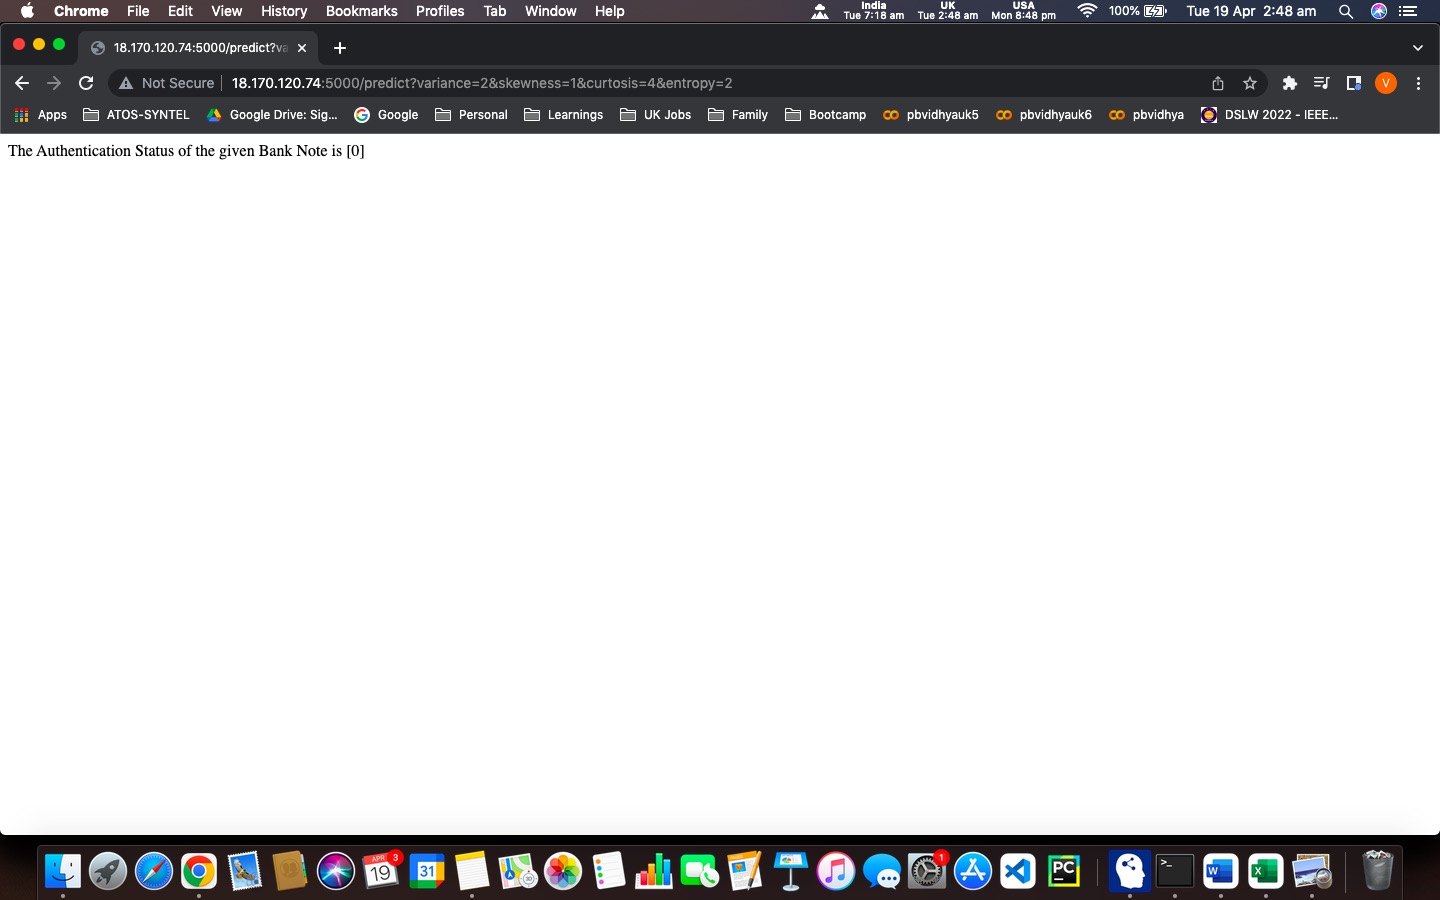 Chrome File Edit View History Bookmarks Profiles Tab Window Help India Tue 7:18 am UK Tue 2:48 am USA Mon 8:48 pm 100% Tue 19 Apr 2:48 am
18.170.120.74:5000/predict?va
Not Secure 18.170.120.74:5000/predict?variance=2&skewness=1&curtosis=4&entropy=2 V
Apps ATOS-SYNTEL Google Drive: Sig... Google Personal Learnings UK Jobs Family Bootcamp pbvidhyauk5 pbvidhyauk6 pbvidhya DSLW 2022 - IEEE...
The Authentication Status of the given Bank Note is [0]
APR 19 3 31 30 1 >_ PC W X